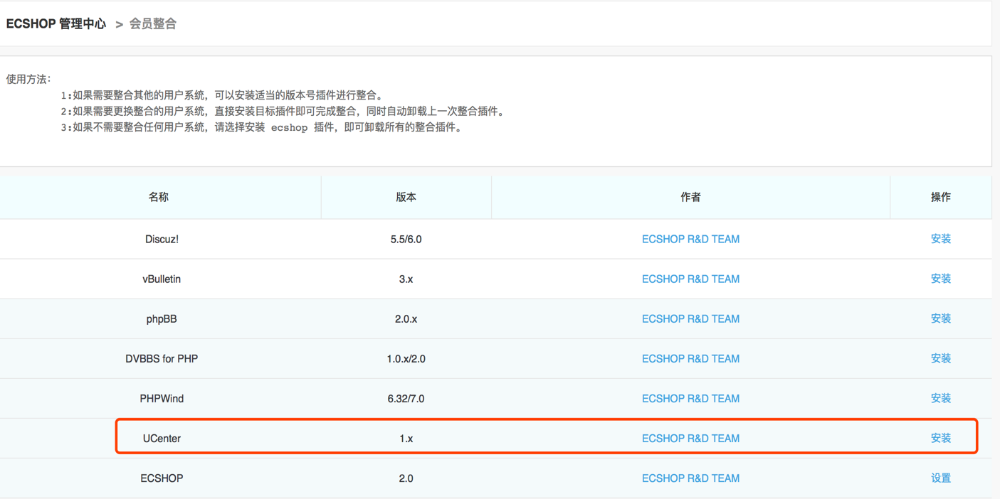 ECSHOP 管理中心 > 会员整合
使用方法:
1:如果需要整合其他的用户系统，可以安装适当的版本号插件进行整合。
2:如果需要更换整合的用户系统，直接安装目标插件即可完成整合，同时自动卸载上一次整合插件。
3:如果不需要整合任何用户系统，请选择安装 ecshop 插件，即可卸载所有的整合插件。
名称 版本 作者 操作
Discuz! 5.5/6.0 ECSHOP R&D TEAM 安装
vBulletin 3.x ECSHOP R&D TEAM 安装
phpBB 2.0.x ECSHOP R&D TEAM 安装
DVBBS for PHP 1.0.x/2.0 ECSHOP R&D TEAM 安装
PHPWind 6.32/7.0 ECSHOP R&D TEAM 安装
UCenter 1.x ECSHOP R&D TEAM 安装
ECSHOP 2.0 ECSHOP R&D TEAM 设置